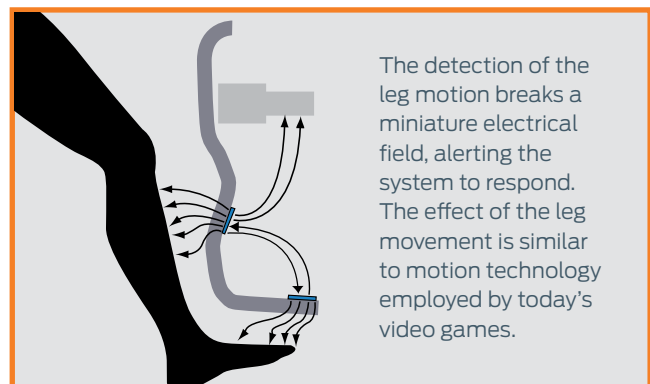 The detection of the
leg motion breaks a
miniature electrical
field, alerting the
system to respond.
The effect of the leg
movement is similar
to motion technology
employed by today’s
video games.